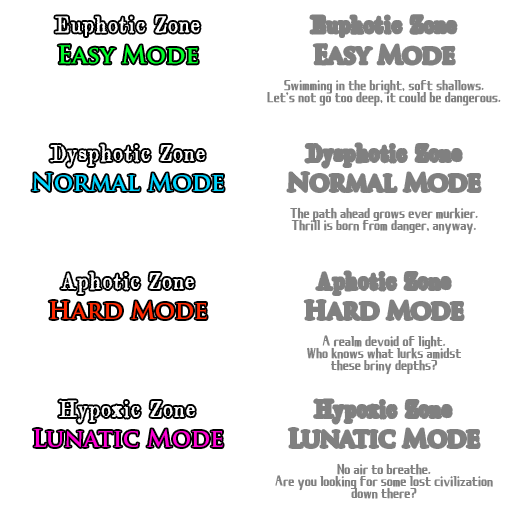 Euphotic Zone
Easy Mode
Euphotic Zone
Easy Mode
Swimming in the bright, soft shallows.
Let's not go too deep, it could be dangerous.
Dysphotic Zone
Normal Mode
Dysphotic Zone
Normal Mode
The path ahead grows ever murkier.
Thrill is born from danger, anyway.
Aphotic Zone
Hard Mode
Aphotic Zone
Hard Mode
A realm devoid of light.
Who knows what lurks amidst
these briny depths?
Hypoxic Zone
Lunatic Mode
Hypoxic Zone
Lunatic Mode
No air to breathe.
Are you looking for some lost civilization
down there?